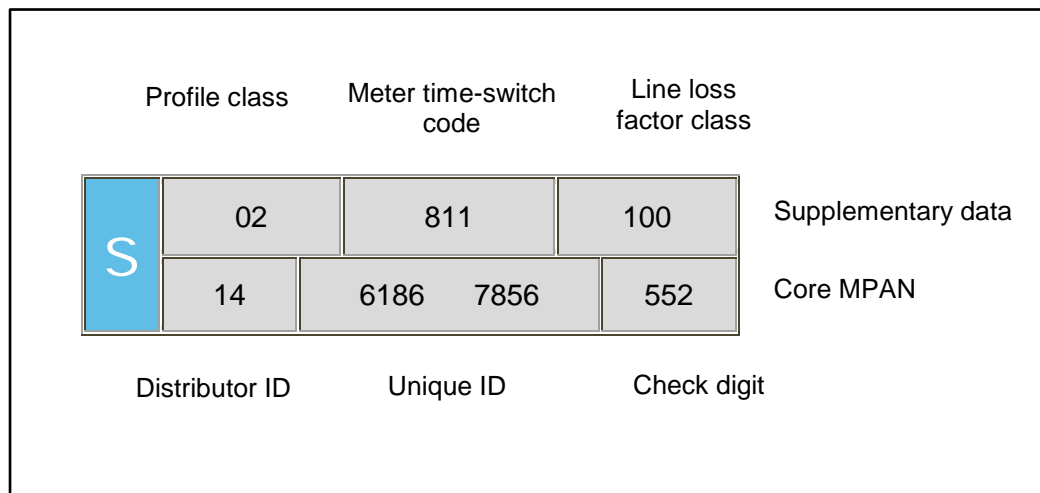 Profile class
Meter time-switch
code
Line loss
factor class
S
02
811
100
Supplementary data
14
6186 7856
552
Core MPAN
Distributor ID
Unique ID
Check digit